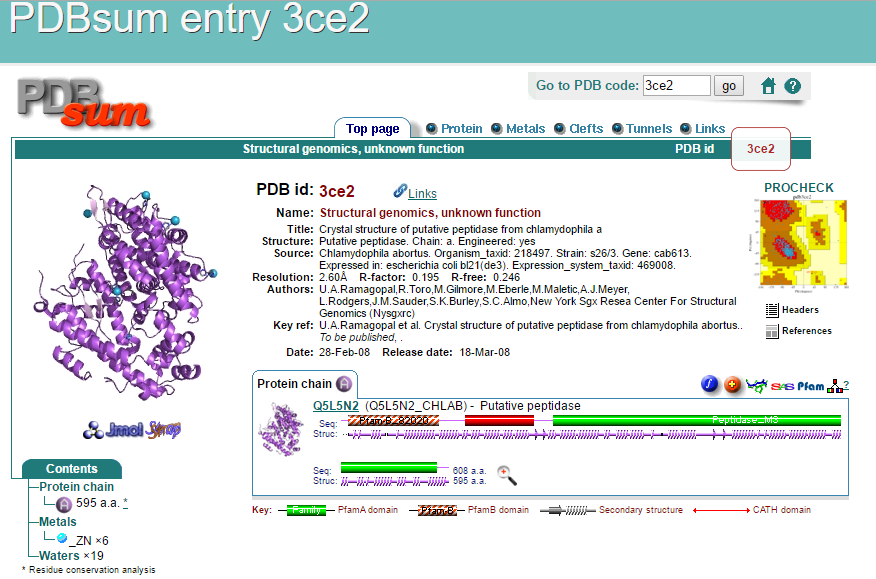 PDBsum entry 3ce2
PDB
sum
Go to PDB code: 3ce2 go
Top page Protein Metals Clefts Tunnels Links
Structural genomics, unknown function PDB id 3ce2
PDB id: 3ce2 Links
Name: Structural genomics, unknown function
Title: Crystal structure of putative peptidase from chlamydophila a
Structure: Putative peptidase. Chain: a. Engineered: yes
Source: Chlamydophila abortus. Organism_taxid: 218497. Strain: s26/3. Gene: cab613.
Expressed in: escherichia coli bl21(de3). Expression_system_taxid: 469008.
Resolution: 2.60Å R-factor: 0.195 R-free: 0.246
Authors: U.A.Ramagopal,R.Toro,M.Gilmore,M.Eberle,M.Maletic,A.J.Meyer,
L.Rodgers,J.M.Sauder,S.K.Burley,S.C.Almo,New York Sgx Resea Center For Structural
Genomics (Nysgxrc)
Key ref: U.A.Ramagopal et al. Crystal structure of putative peptidase from chlamydophila abortus..
To be published, .
Date: 28-Feb-08 Release date: 18-Mar-08
PROCHECK
Headers
References
Jmol
Protein chain A
SAS Pfam ?
Q5L5N2 (Q5L5N2_CHLAB) - Putative peptidase
Seq: Pfam-B_82020 Peptidase_M3
Struc:
Seq: 608 a.a.
Struc: 595 a.a.
Key: Family PfamA domain Pfam-B PfamB domain Secondary structure CATH domain
Contents
Protein chain
A 595 a.a. *
Metals
_ZN ×6
Waters ×19
* Residue conservation analysis